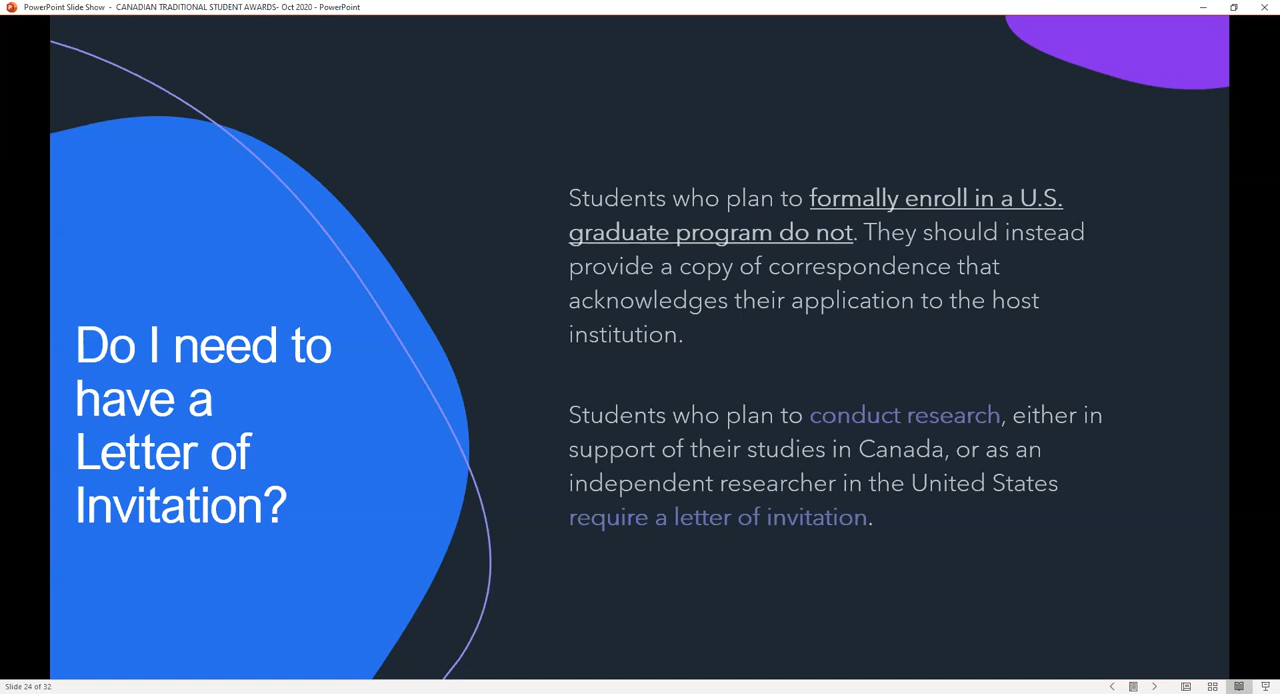 PowerPoint Slide Show - CANADIAN TRADITIONAL STUDENT AWARDS- Oct 2020 - PowerPoint
Do I need to
have a
Letter of
Invitation?
Students who plan to formally enroll in a U.S.
graduate program do not. They should instead
provide a copy of correspondence that
acknowledges their application to the host
institution.
Students who plan to conduct research, either in
support of their studies in Canada, or as an
independent researcher in the United States
require a letter of invitation.
Slide 24 of 32